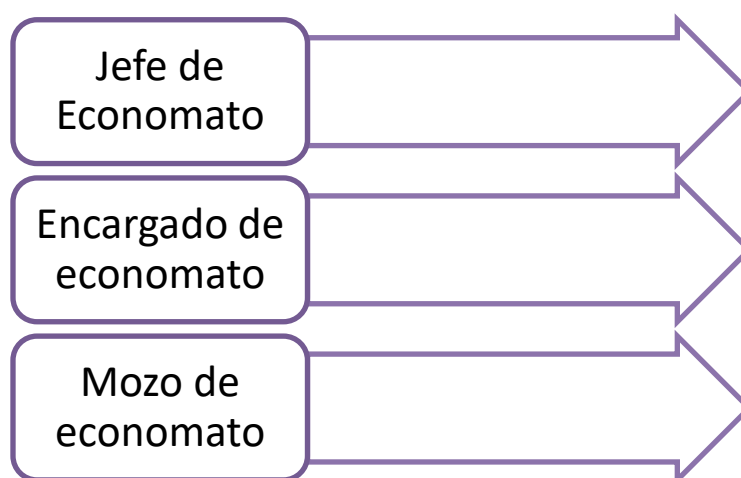 Jefe de
Economato
Encargado de
economato
Mozo de
economato